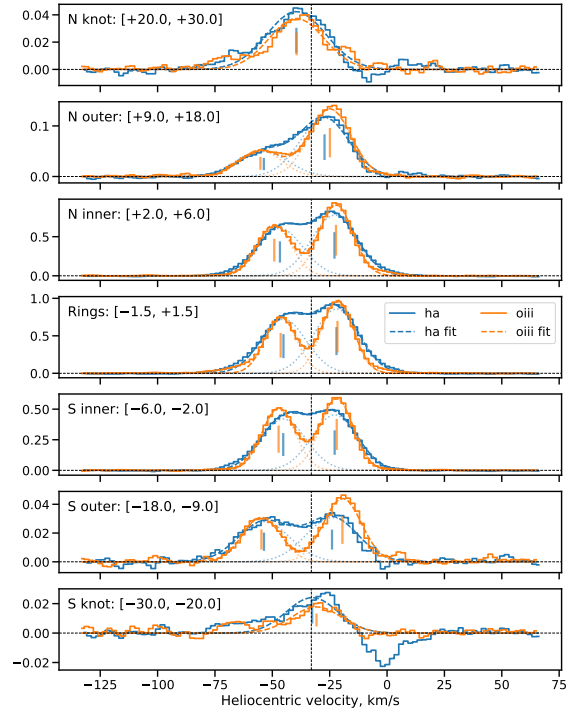 N knot: [+20.0, +30.0]
0.04
0.02
0.00
N outer: [+9.0, +18.0]
0.1
0.0
N inner: [+2.0, +6.0]
0.5
0.0
Rings: [−1.5, +1.5]
1.0
0.5
0.0
ha
ha fit
oiii
oiii fit
S inner: [−6.0, −2.0]
0.50
0.25
0.00
S outer: [−18.0, −9.0]
0.04
0.02
0.00
S knot: [−30.0, −20.0]
0.02
0.00
−0.02
−125 −100 −75 −50 −25 0 25 50 75
Heliocentric velocity, km/s